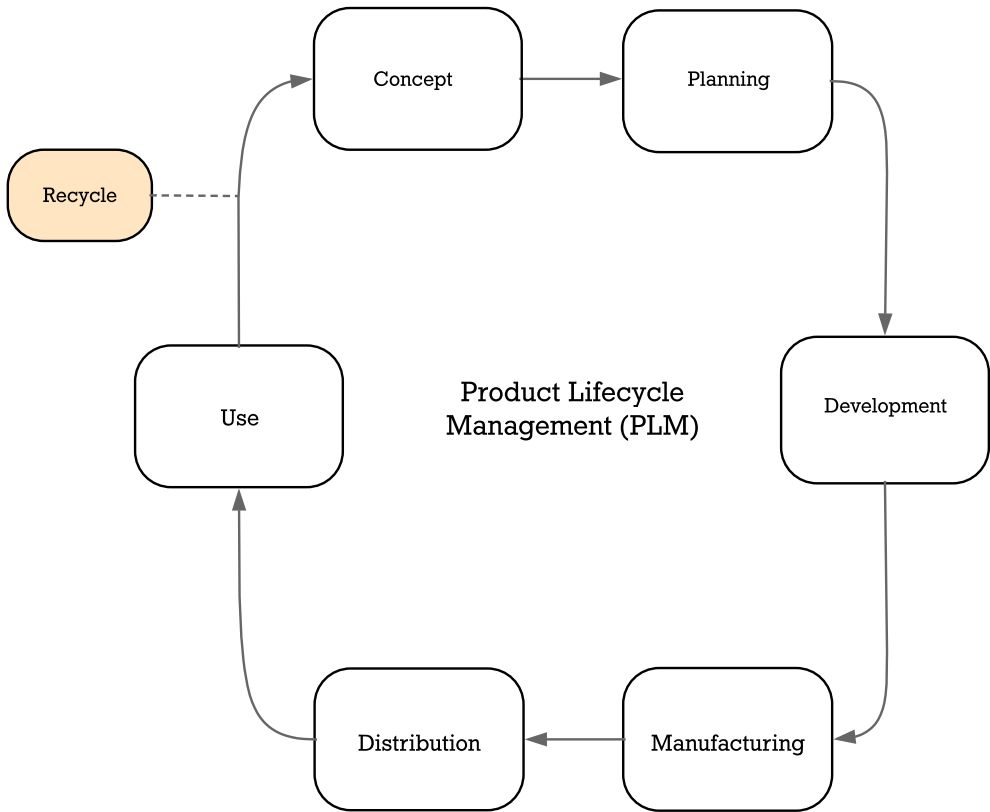 Concept
Planning
Recycle
Development
Use
Product Lifecycle
Management (PLM)
Distribution
Manufacturing